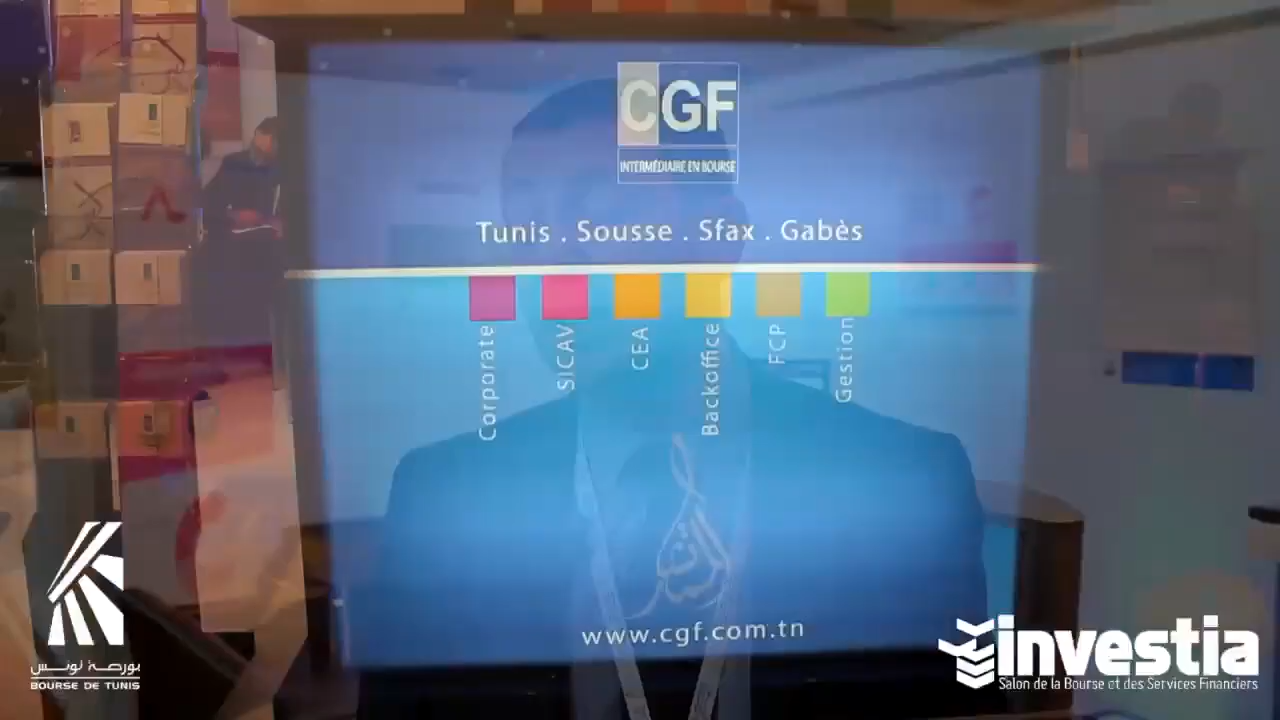 CGF
INTERMÉDIAIRE EN BOURSE
Tunis . Sousse . Sfax . Gabès
Corporate
SICAV
CEA
Backoffice
FCP
Gestion
www.cgf.com.tn
بورصة تونس
BOURSE DE TUNIS
investia
Salon de la Bourse et des Services Financiers